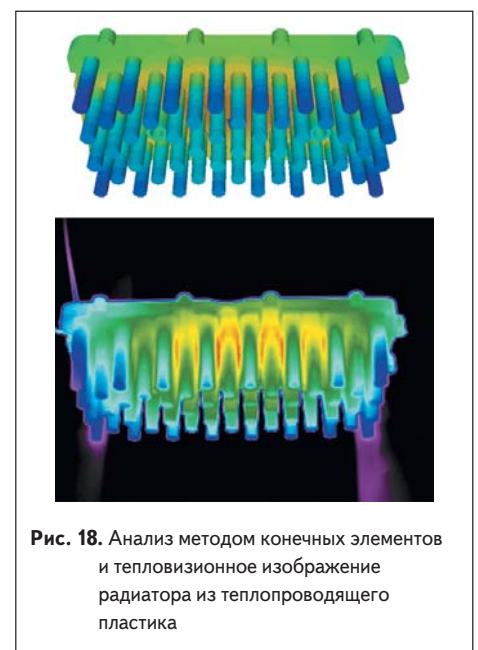 Рис. 18. Анализ методом конечных элементов
и тепловизионное изображение
радиатора из теплопроводящего
пластика